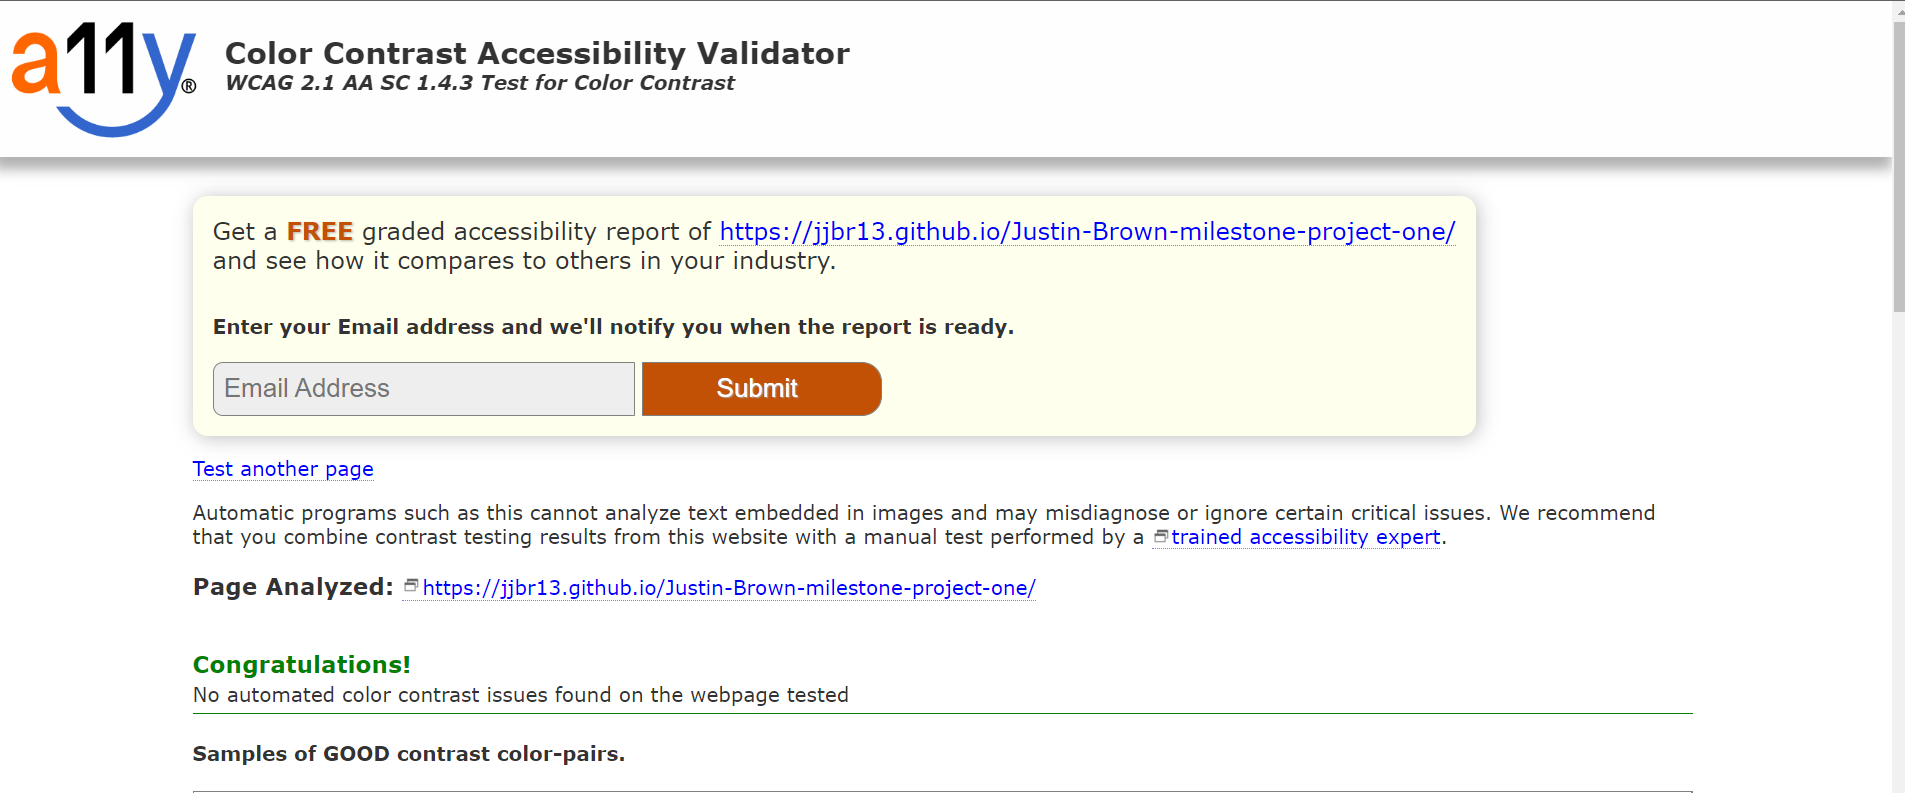 a11y®
Color Contrast Accessibility Validator
WCAG 2.1 AA SC 1.4.3 Test for Color Contrast
Get a FREE graded accessibility report of https://jjbr13.github.io/Justin-Brown-milestone-project-one/
and see how it compares to others in your industry.
Enter your Email address and we'll notify you when the report is ready.
Email Address
Submit
Test another page
Automatic programs such as this cannot analyze text embedded in images and may misdiagnose or ignore certain critical issues. We recommend
that you combine contrast testing results from this website with a manual test performed by a trained accessibility expert.
Page Analyzed: https://jjbr13.github.io/Justin-Brown-milestone-project-one/
Congratulations!
No automated color contrast issues found on the webpage tested
Samples of GOOD contrast color-pairs.